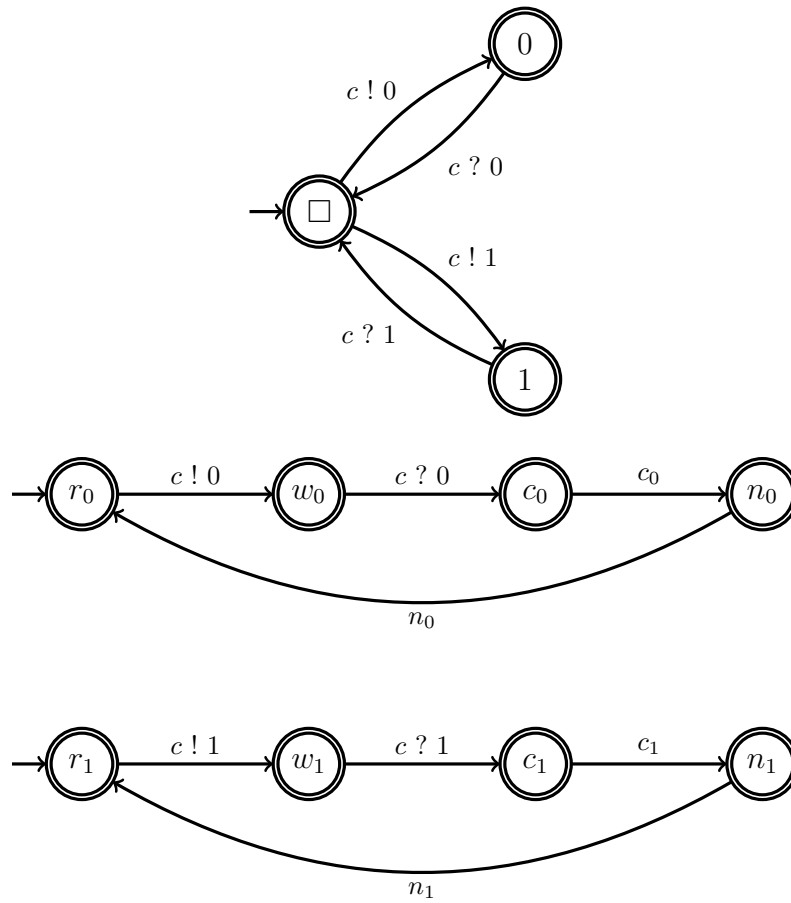 0
c ! 0
c ? 0
□
c ! 1
c ? 1
1
r₀ c ! 0 w₀ c ? 0 c₀ c₀ n₀
n₀
r₁ c ! 1 w₁ c ? 1 c₁ c₁ n₁
n₁